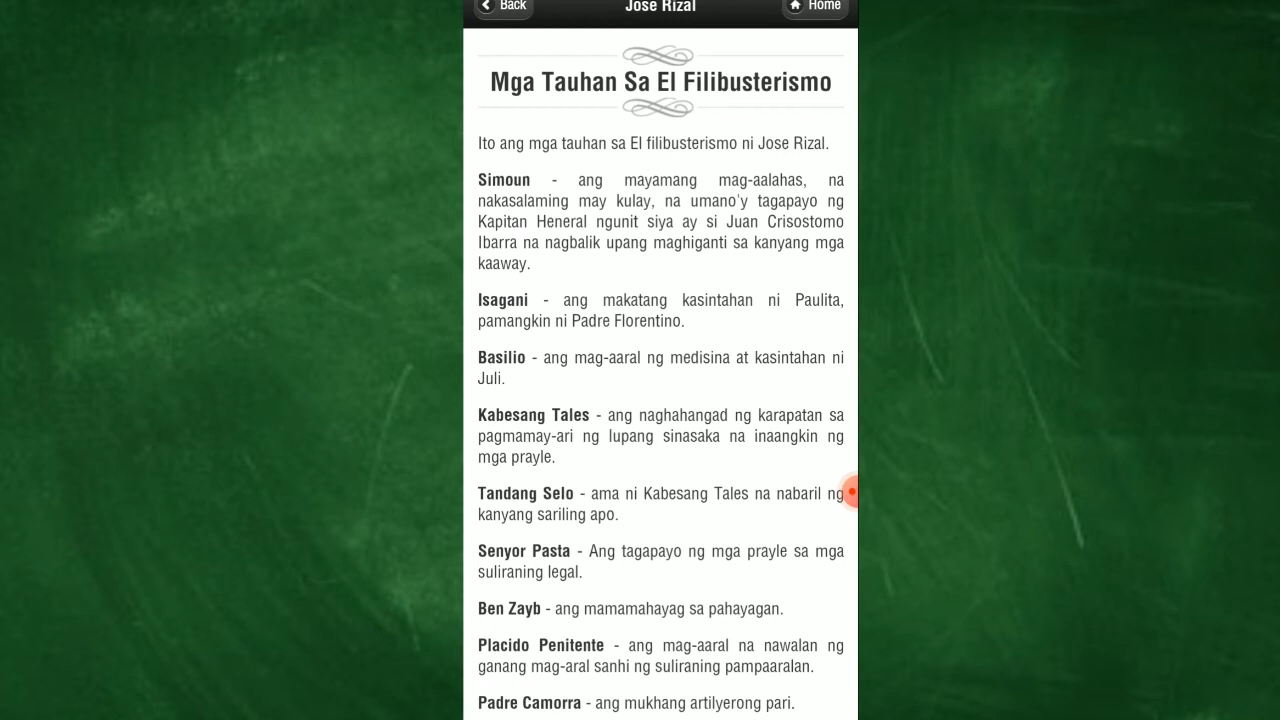 Back
Jose Rizal
Home
Mga Tauhan Sa El Filibusterismo
Ito ang mga tauhan sa El filibusterismo ni Jose Rizal.
Simoun - ang mayamang mag-aalahas, na
nakasalaming may kulay, na umano'y tagapayo ng
Kapitan Heneral ngunit siya ay si Juan Crisostomo
Ibarra na nagbalik upang maghiganti sa kanyang mga
kaaway.
Isagani - ang makatang kasintahan ni Paulita,
pamangkin ni Padre Florentino.
Basilio - ang mag-aaral ng medisina at kasintahan ni
Juli.
Kabesang Tales - ang naghahangad ng karapatan sa
pagmamay-ari ng lupang sinasaka na inaangkin ng
mga prayle.
Tandang Selo - ama ni Kabesang Tales na nabaril ng
kanyang sariling apo.
Senyor Pasta - Ang tagapayo ng mga prayle sa mga
suliraning legal.
Ben Zayb - ang mamamahayag sa pahayagan.
Placido Penitente - ang mag-aaral na nawalan ng
ganang mag-aral sanhi ng suliraning pampaaralan.
Padre Camorra - ang mukhang artilyerong pari.